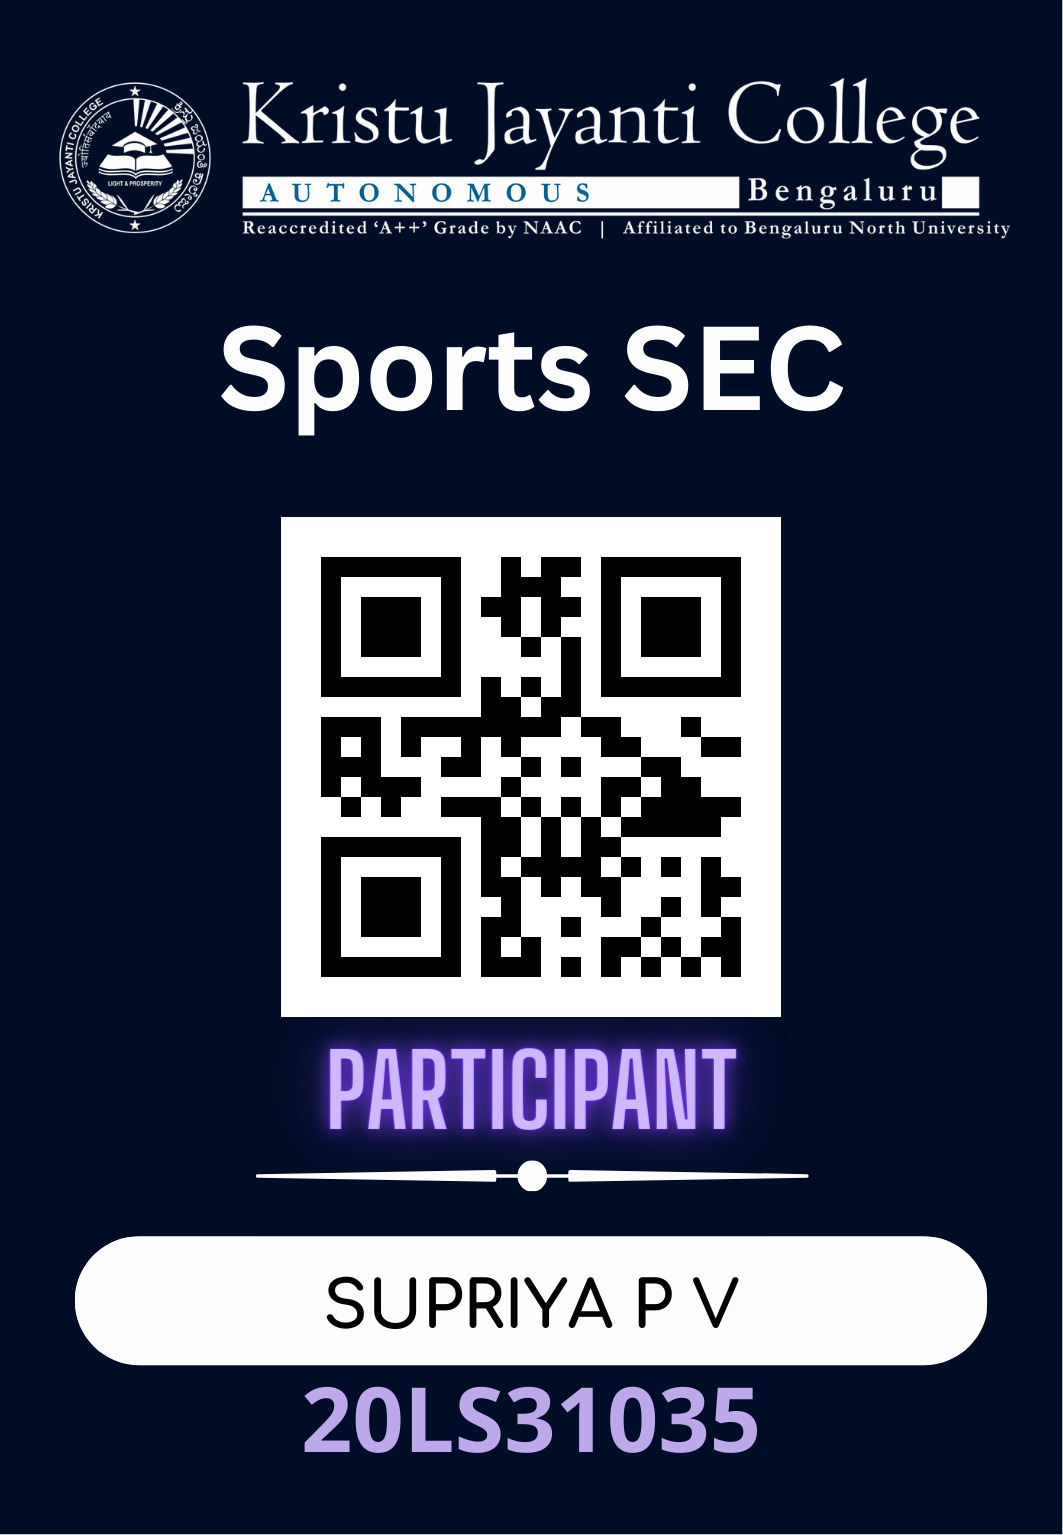 Kristu Jayanti College
AUTONOMOUS Bengaluru
Reaccredited ‘A++’ Grade by NAAC | Affiliated to Bengaluru North University
KRISTU JAYANTI COLLEGE
LIGHT & PROSPERITY
Sports SEC
PARTICIPANT
SUPRIYA P V
20LS31035